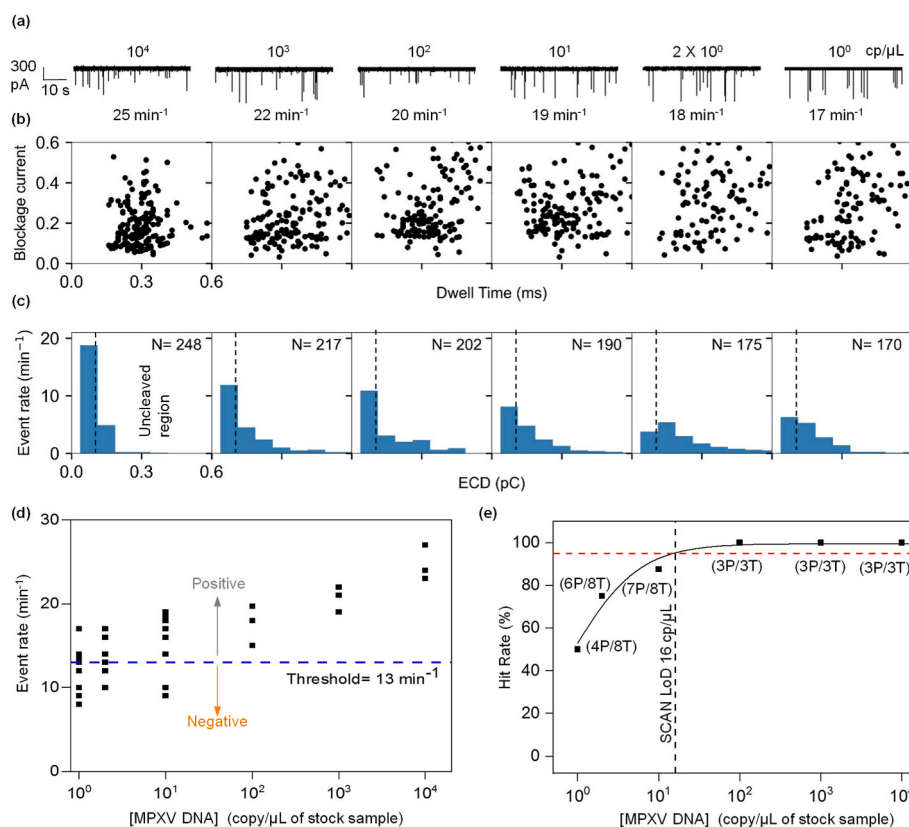 (a)
10⁴ 10³ 10² 10¹ 2 X 10⁰ 10⁰ cp/µL
300
pA
10 s
25 min⁻¹ 22 min⁻¹ 20 min⁻¹ 19 min⁻¹ 18 min⁻¹ 17 min⁻¹
(b)
Blockage current
0.6
0.4
0.2
0.0
0.0 0.3 0.6
Dwell Time (ms)
(c)
Event rate (min⁻¹)
20
10
0
N= 248 N= 217 N= 202 N= 190 N= 175 N= 170
Uncleaved
region
0.0 0.3 0.6
ECD (pC)
(d)
Event rate (min⁻¹)
30
20
10
0
Positive
Threshold= 13 min⁻¹
Negative
10⁰ 10¹ 10² 10³ 10⁴
[MPXV DNA] (copy/µL of stock sample)
(e)
Hit Rate (%)
100
80
60
40
20
0
(6P/8T)
(7P/8T)
(3P/3T) (3P/3T) (3P/3T)
(4P/8T)
SCAN LoD 16 cp/µL
10⁰ 10¹ 10² 10³ 10
[MPXV DNA] (copy/µL of stock sample)